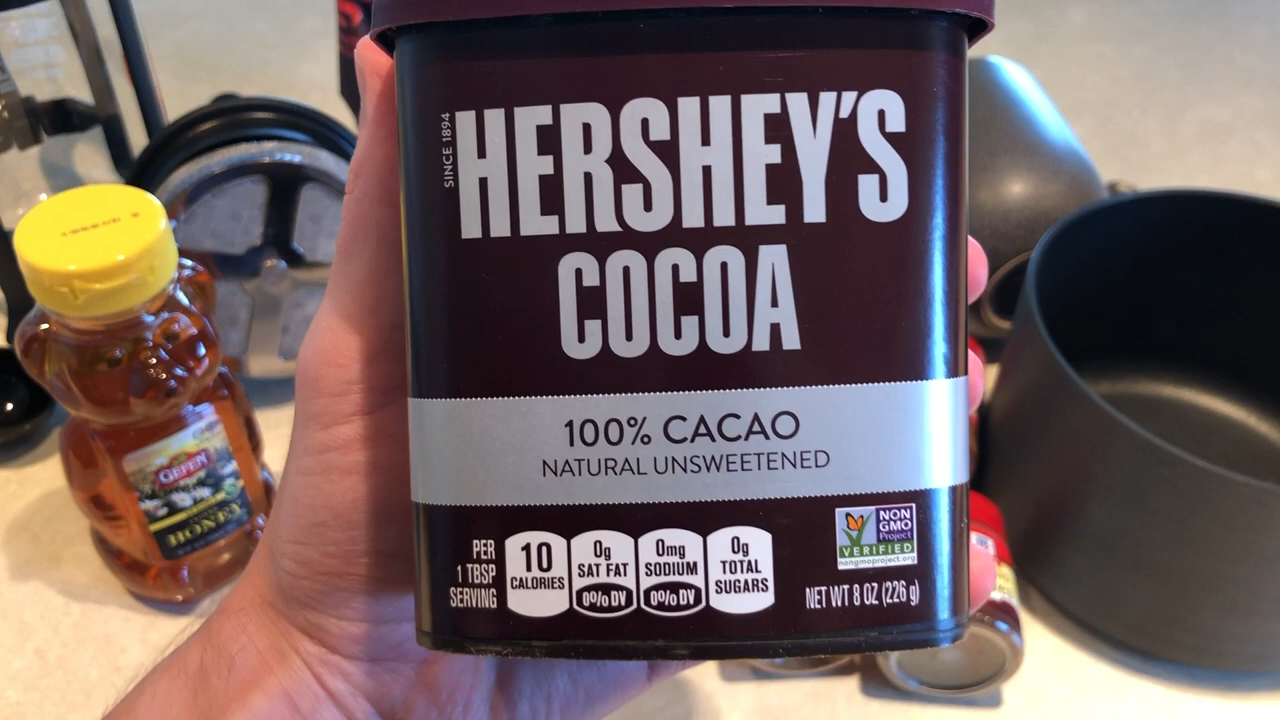 SINCE 1894
HERSHEY'S
COCOA
100% CACAO
NATURAL UNSWEETENED
PER
1 TBSP
SERVING
10
CALORIES
0g
SAT FAT
0% DV
0mg
SODIUM
0% DV
0g
TOTAL
SUGARS
NON
GMO
Project
VERIFIED
nongmoproject.org
NET WT 8 OZ (226 g)
GEFEN
HONEY